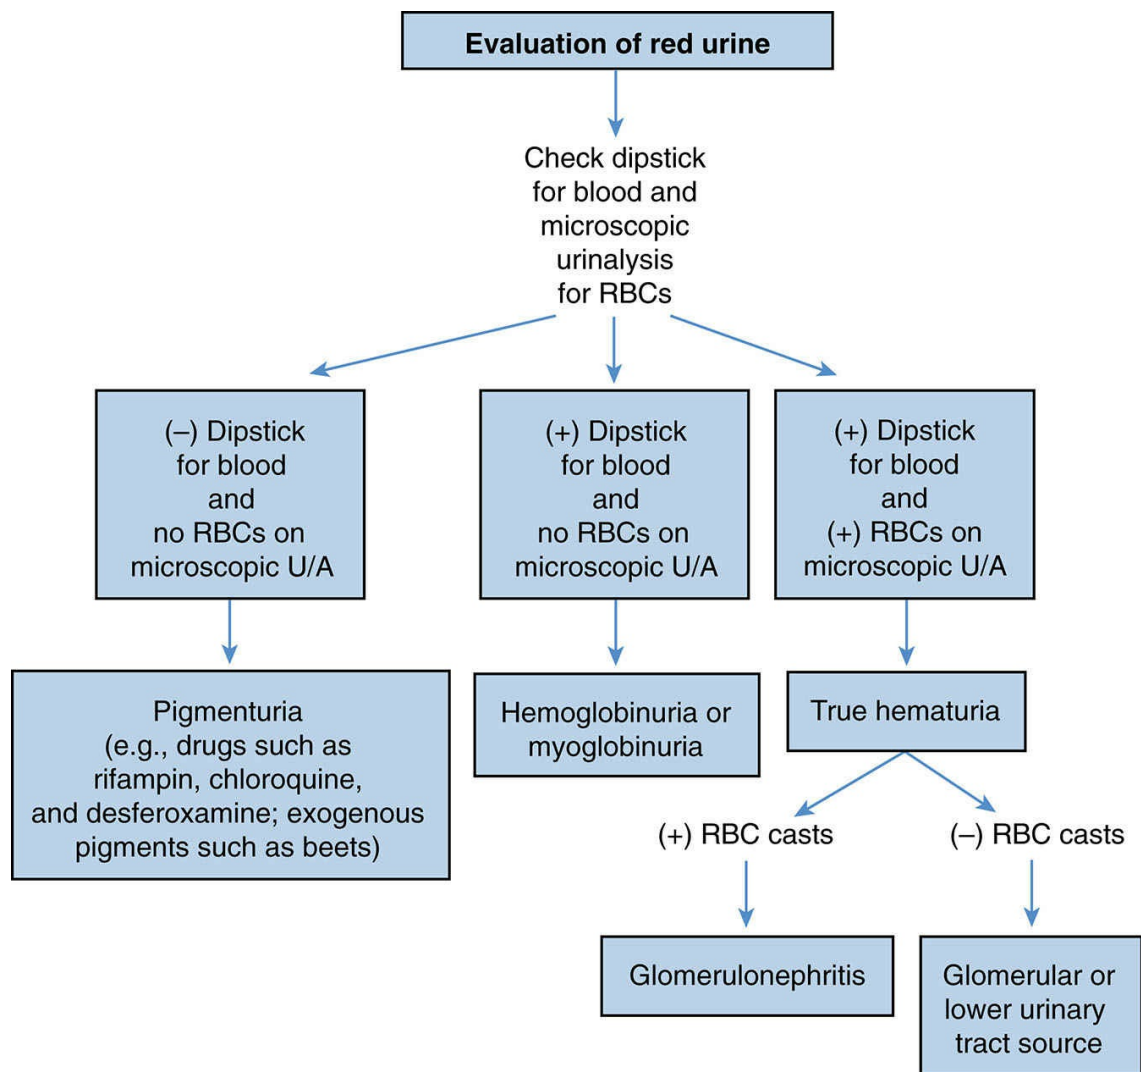 Evaluation of red urine
Check dipstick
for blood and
microscopic
urinalysis
for RBCs
(–) Dipstick
for blood
and
no RBCs on
microscopic U/A
(+) Dipstick
for blood
and
no RBCs on
microscopic U/A
(+) Dipstick
for blood
and
(+) RBCs on
microscopic U/A
Pigmenturia
(e.g., drugs such as
rifampin, chloroquine,
and desferoxamine; exogenous
pigments such as beets)
Hemoglobinuria or
myoglobinuria
True hematuria
(+) RBC casts
(–) RBC casts
Glomerulonephritis
Glomerular or
lower urinary
tract source